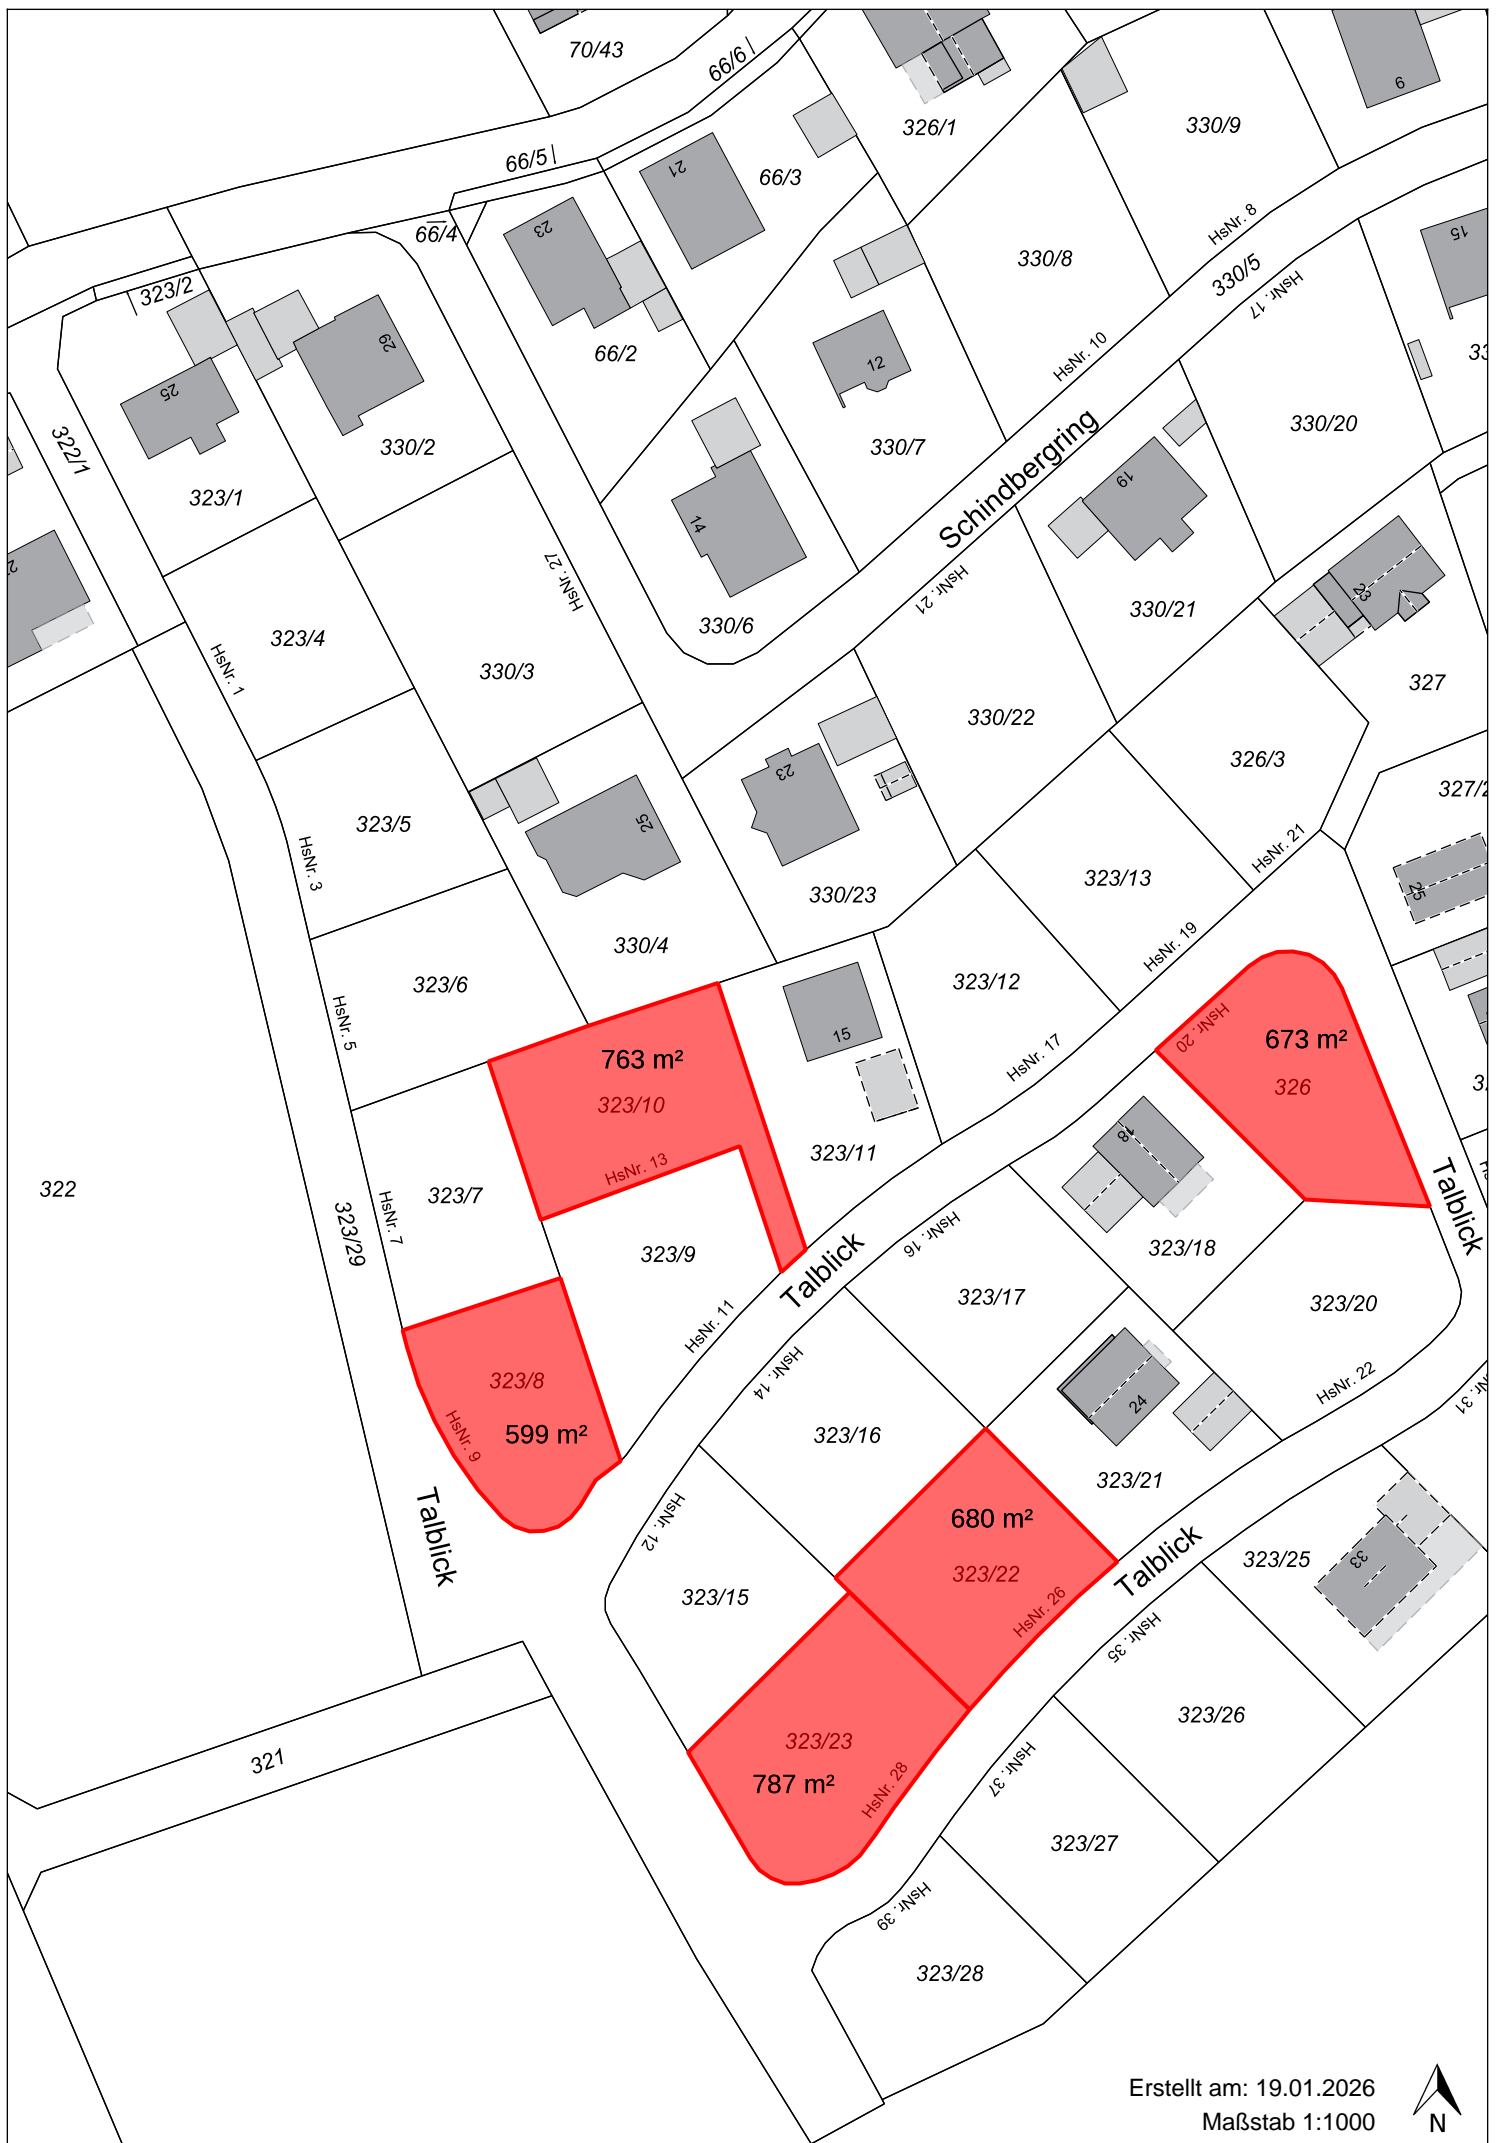 70/43
66/6
66/5
326/1
330/9
9
21
66/3
23
66/4
HsNr. 8
330/5
15
323/2
330/8
HsNr. 17
29
66/2
12
HsNr. 10
25
330/2
330/7
330/20
322/1
323/1
Schindbergring
19
14
HsNr. 27
23
HsNr. 21
330/21
323/4
330/6
HsNr. 1
330/3
327
330/22
326/3
23
327/2
323/5
25
HsNr. 21
HsNr. 3
323/13
25
330/23
330/4
HsNr. 19
323/6
323/12
HsNr. 5
15
HsNr. 17
HsNr. 20
673 m²
763 m²
326
323/10
18
323/11
HsNr. 13
322
323/7
HsNr. 7
323/29
Talblick
323/9
HsNr. 16
323/18
Talblick
323/17
323/20
HsNr. 11
HsNr. 14
323/8
HsNr. 22
24
HsNr. 9
599 m²
323/16
323/21
680 m²
Talblick
HsNr. 12
323/22
Talblick
323/25
33
323/15
HsNr. 26
HsNr. 35
323/23
323/26
787 m²
HsNr. 28
HsNr. 37
321
323/27
HsNr. 39
323/28
Erstellt am: 19.01.2026
Maßstab 1:1000
N